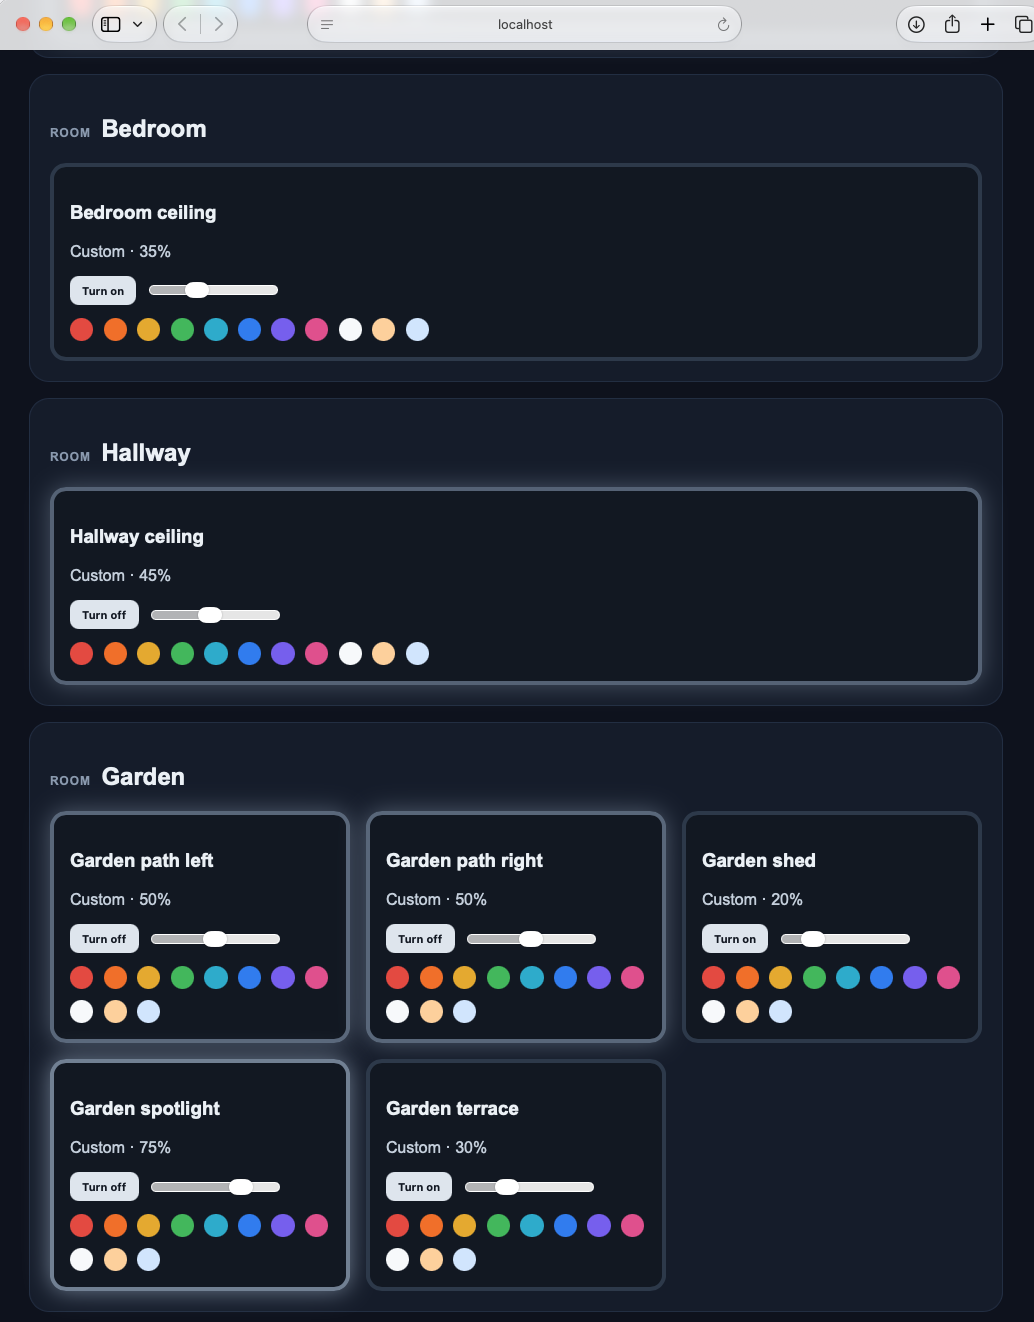 localhost
ROOM Bedroom
Bedroom ceiling
Custom · 35%
Turn on
ROOM Hallway
Hallway ceiling
Custom · 45%
Turn off
ROOM Garden
Garden path left
Custom · 50%
Turn off
Garden path right
Custom · 50%
Turn off
Garden shed
Custom · 20%
Turn on
Garden spotlight
Custom · 75%
Turn off
Garden terrace
Custom · 30%
Turn on